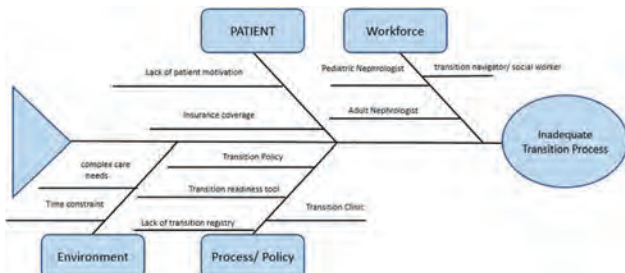 PATIENT
Workforce
Lack of patient motivation
Pediatric Nephrologist
transition navigator/ social worker
Insurance coverage
Adult Nephrologist
Inadequate
Transition Process
complex care
needs
Transition Policy
Time constraint
Transition readiness tool
Transition Clinic
Lack of transition registry
Environment
Process/ Policy